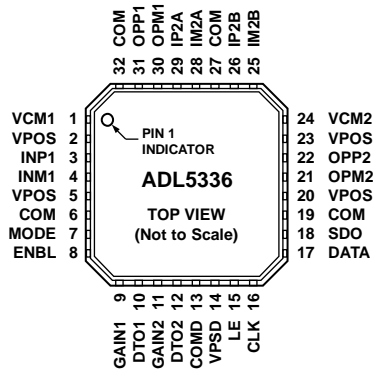 32 COM
31 OPP1
30 OPM1
29 IP2A
28 IM2A
27 COM
26 IP2B
25 IM2B
VCM1 1
VPOS 2
INP1 3
INM1 4
VPOS 5
COM 6
MODE 7
ENBL 8
PIN 1
INDICATOR
ADL5336
TOP VIEW
(Not to Scale)
24 VCM2
23 VPOS
22 OPP2
21 OPM2
20 VPOS
19 COM
18 SDO
17 DATA
GAIN1 9
DTO1 10
GAIN2 11
DTO2 12
COMD 13
VPSD 14
LE 15
CLK 16